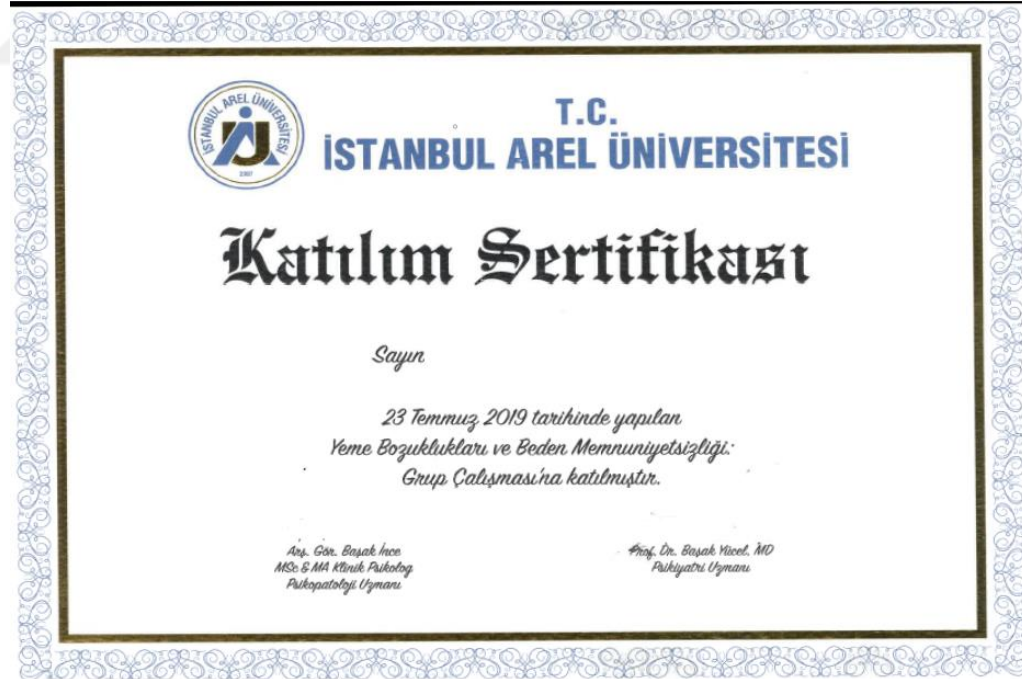 İSTANBUL AREL ÜNİVERSİTESİ
2007
T.C.
İSTANBUL AREL ÜNİVERSİTESİ
Katılım Sertifikası
Sayın
23 Temmuz 2019 tarihinde yapılan
Yeme Bozuklukları ve Beden Memnuniyetsizliği:
Grup Çalışması'na katılmıştır.
Arş. Gör. Başak İnce
MSc & MA Klinik Psikolog
Psikopatoloji Uzmanı
Prof. Dr. Başak Yücel, MD
Psikiyatri Uzmanı